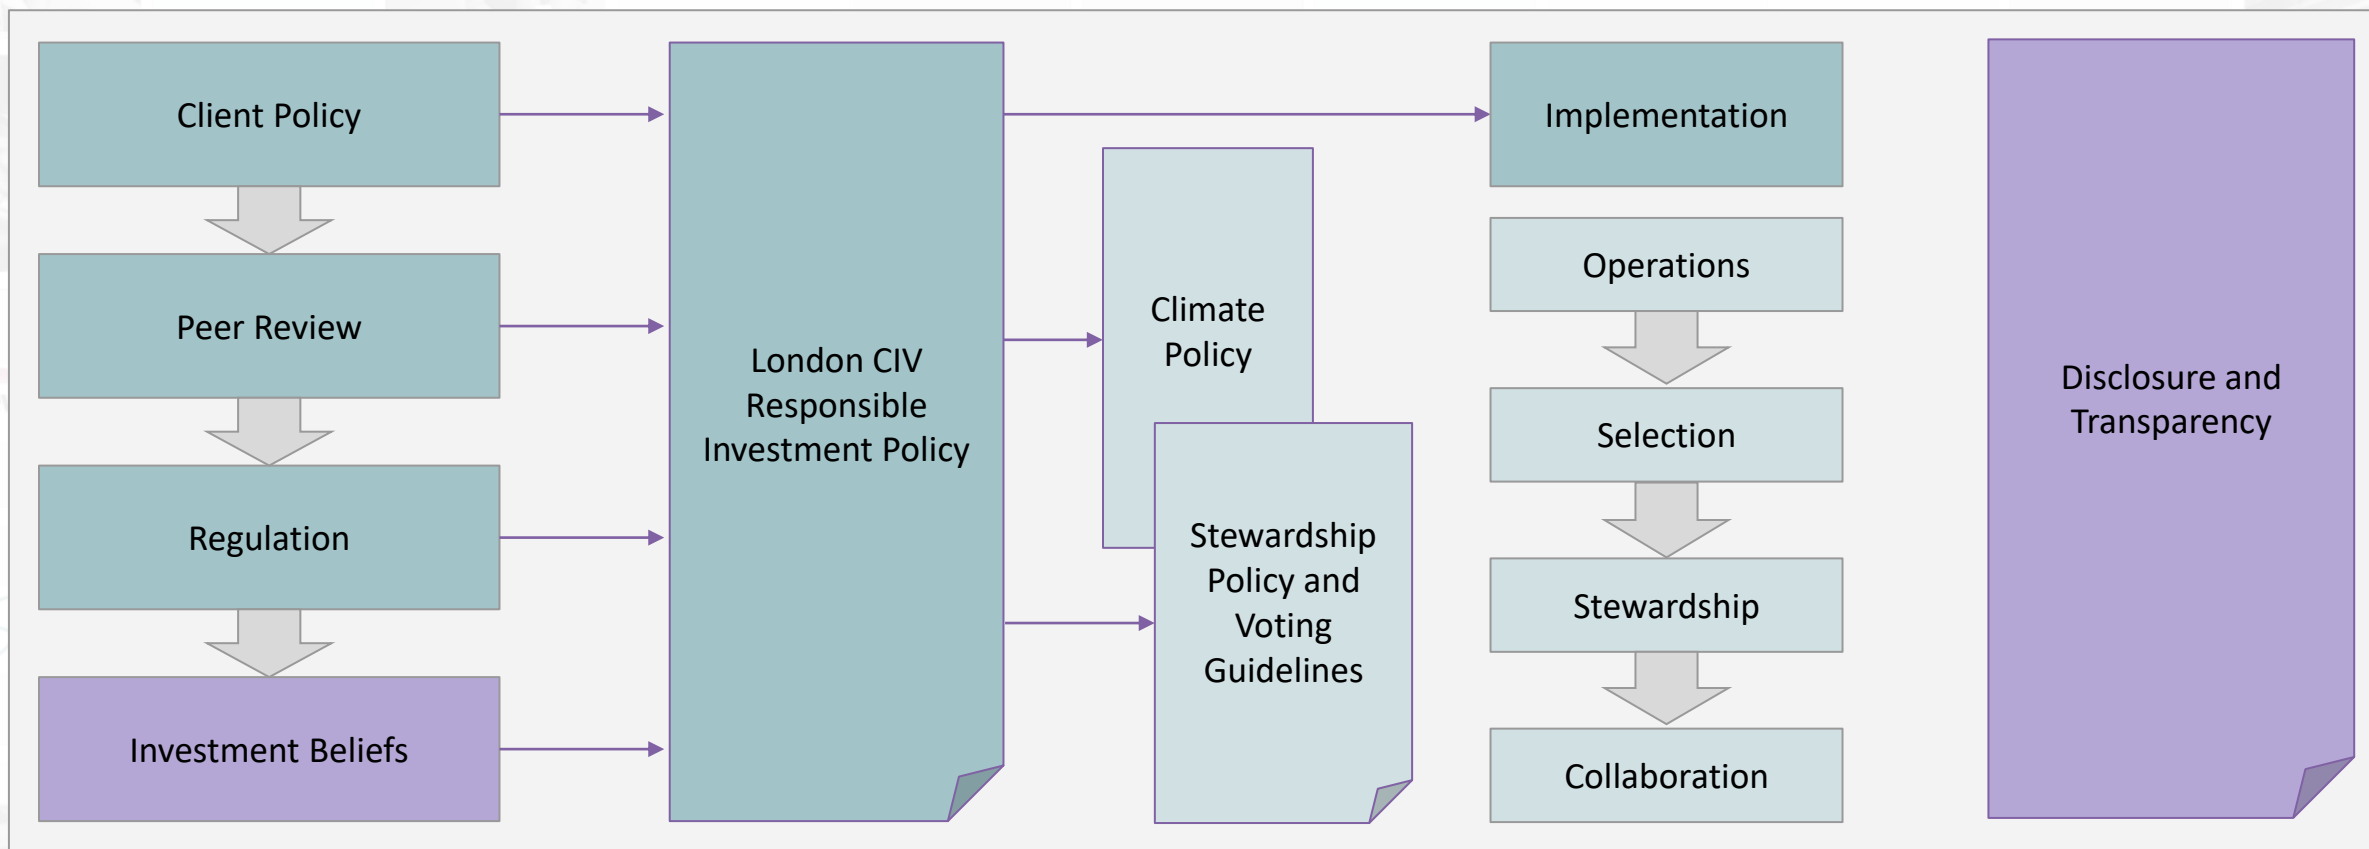 Client Policy
Peer Review
Regulation
Investment Beliefs
London CIV
Responsible
Investment Policy
Climate
Policy
Stewardship
Policy and
Voting
Guidelines
Implementation
Operations
Selection
Stewardship
Collaboration
Disclosure and
Transparency